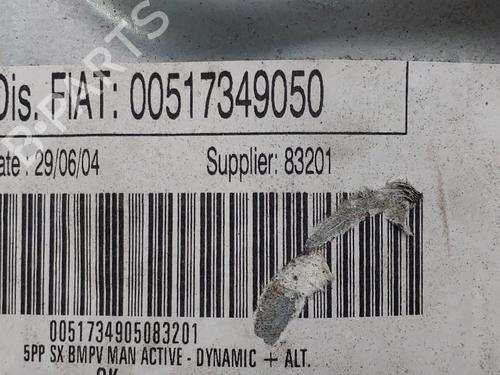 B-PARTS
Dis. FIAT: 00517349050
ate : 29/06/04 Supplier: 83201
0051734905083201
5PP SX BMPV MAN ACTIVE - DYNAMIC + ALT.